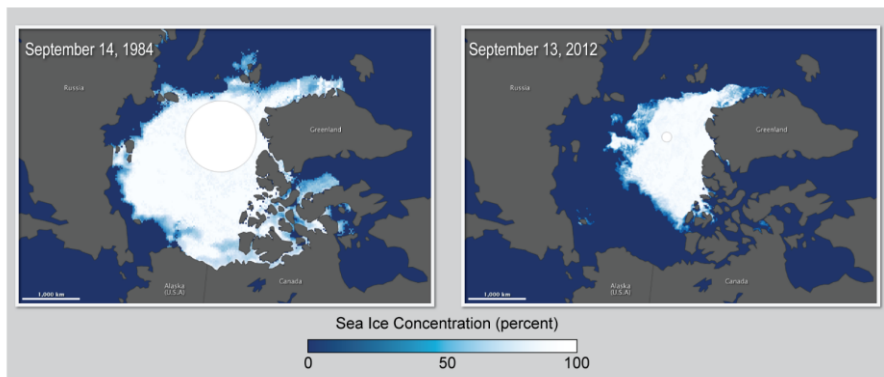 September 14, 1984
Russia
Greenland
Alaska
(U.S.A)
Canada
1,000 km
September 13, 2012
Russia
Greenland
Alaska
(U.S.A)
Canada
1,000 km
Sea Ice Concentration (percent)
0 50 100